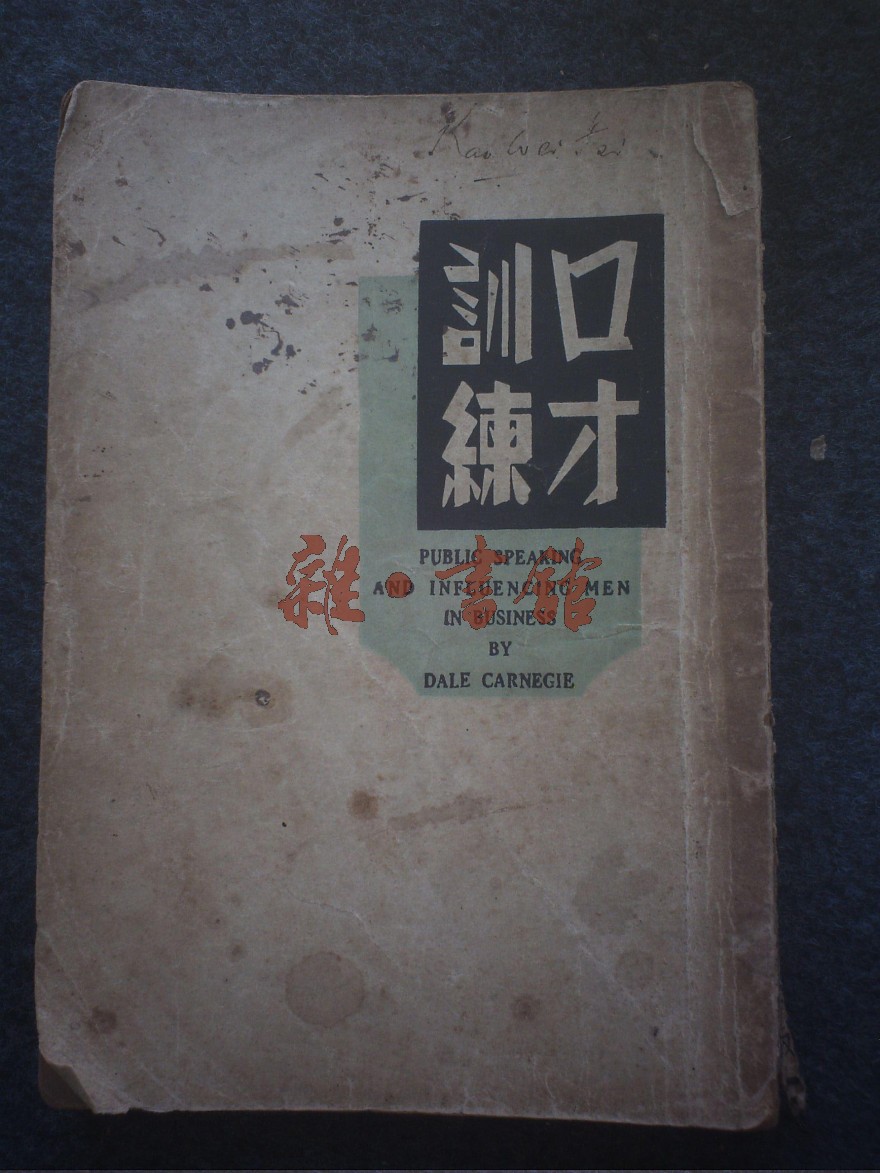 口才
訓練
PUBLIC SPEAKING
AND INFLUENCING MEN
IN BUSINESS
BY
DALE CARNEGIE
雜·書館